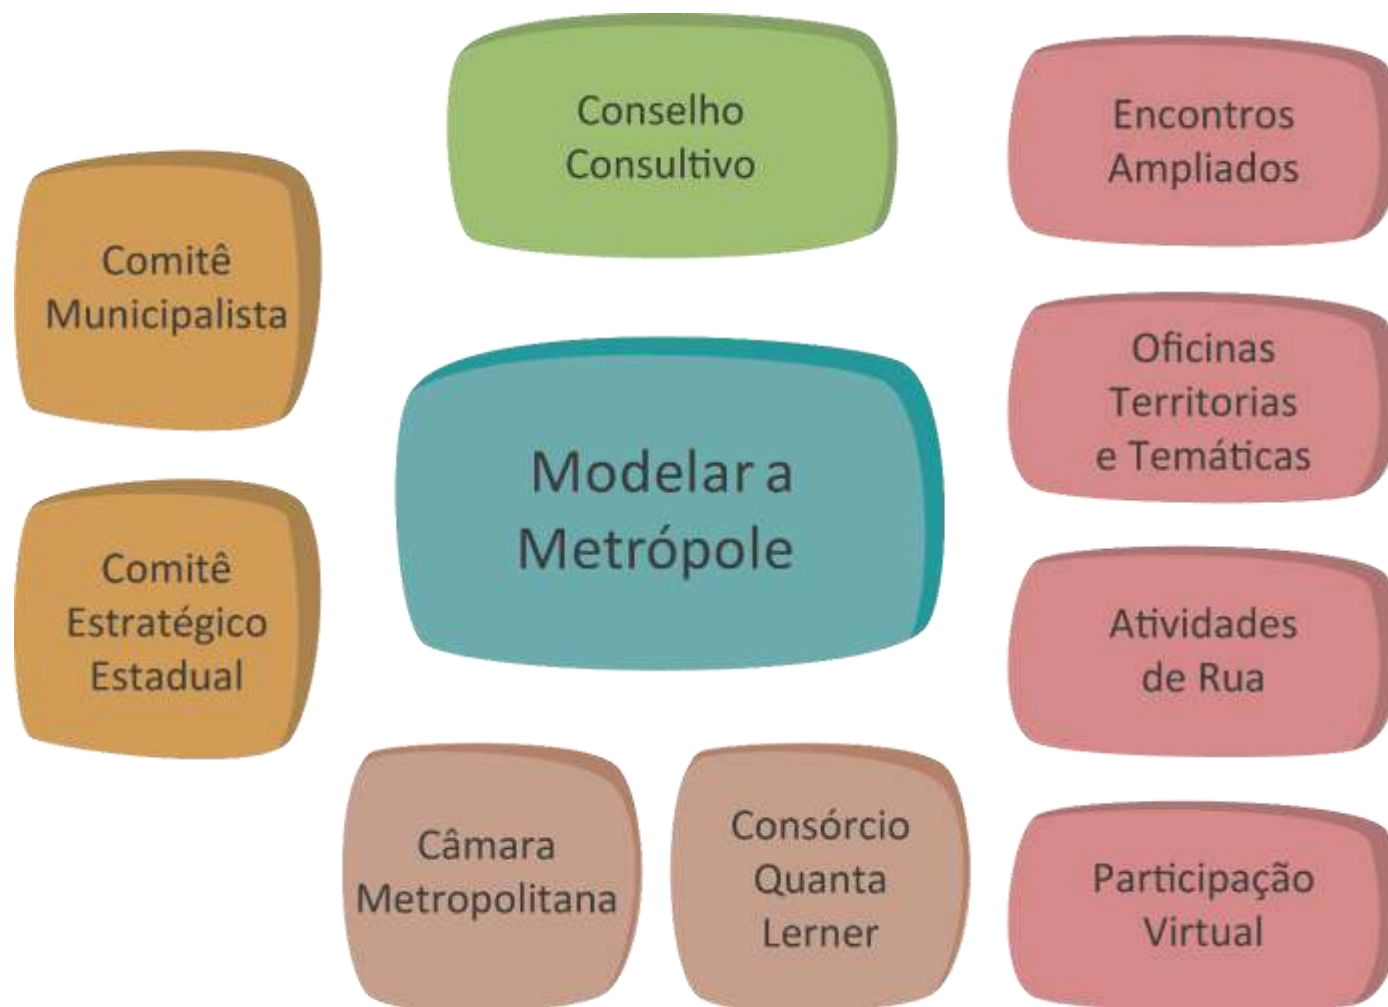 Conselho
Consultivo
Encontros
Ampliados
Comitê
Municipalista
Oficinas
Territorias
e Temáticas
Modelar a
Metrópole
Comitê
Estratégico
Estadual
Atividades
de Rua
Câmara
Metropolitana
Consórcio
Quanta
Lerner
Participação
Virtual